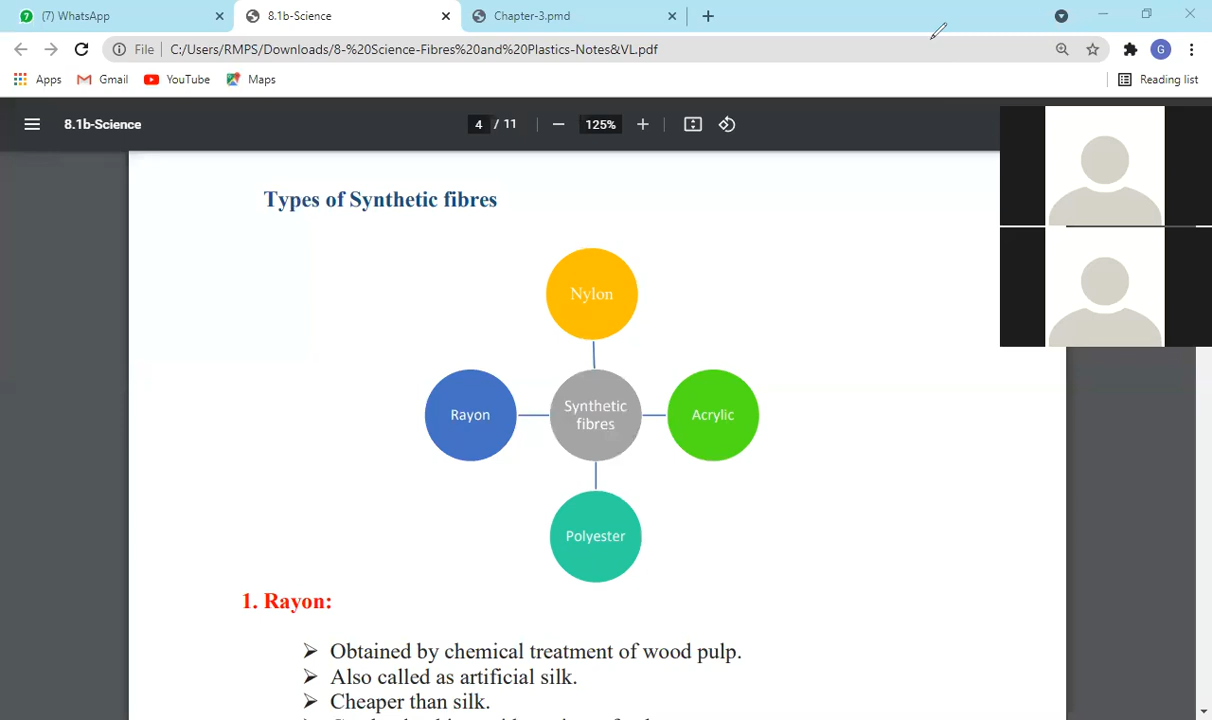 7 (7) WhatsApp
8.1b-Science
Chapter-3.pmd
File C:/Users/RMPS/Downloads/8-%20Science-Fibres%20and%20Plastics-Notes&VL.pdf
G
Apps Gmail YouTube Maps Reading list
8.1b-Science 4 / 11 125%
Types of Synthetic fibres
Nylon
Rayon
Synthetic
fibres
Acrylic
Polyester
1. Rayon:
Obtained by chemical treatment of wood pulp.
Also called as artificial silk.
Cheaper than silk.